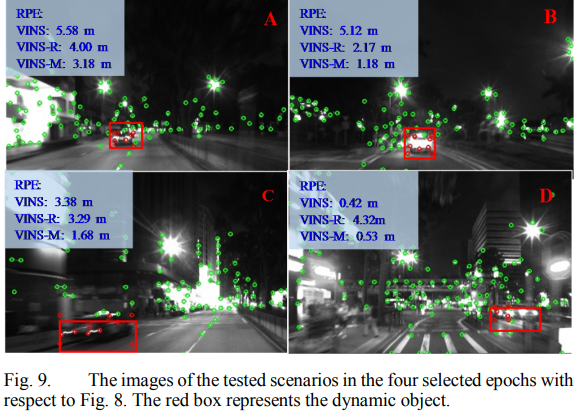 RPE:
VINS: 5.58 m
VINS-R: 4.00 m
VINS-M: 3.18 m
A
RPE:
VINS: 5.12 m
VINS-R: 2.17 m
VINS-M: 1.18 m
B
RPE:
VINS: 3.38 m
VINS-R: 3.29 m
VINS-M: 1.68 m
C
RPE:
VINS: 0.42 m
VINS-R: 4.32m
VINS-M: 0.53 m
D
Fig. 9. The images of the tested scenarios in the four selected epochs with
respect to Fig. 8. The red box represents the dynamic object.